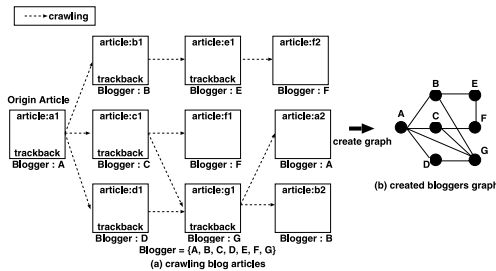 crawling
article:b1
article:e1
article:f2
trackback
trackback
Blogger : B
Blogger : E
Blogger : F
Origin Article
article:a1
article:c1
article:f1
article:a2
trackback
trackback
Blogger : A
Blogger : C
Blogger : F
Blogger : A
article:d1
article:g1
article:b2
trackback
trackback
Blogger : D
Blogger : G
Blogger : B
Blogger = {A, B, C, D, E, F, G}
(a) crawling blog articles
create graph
B
E
A
C
F
D
G
(b) created bloggers graph